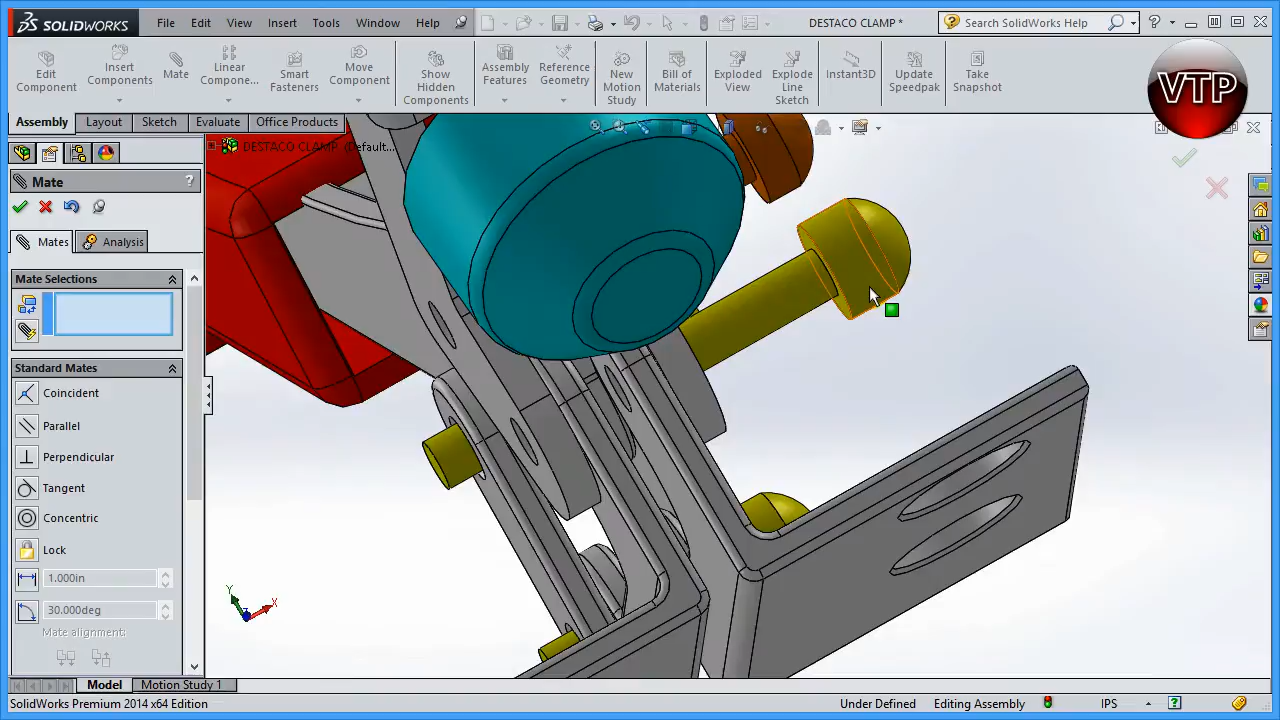 SOLIDWORKS File Edit View Insert Tools Window Help DESTACO CLAMP * Search SolidWorks Help ?
Edit Component
Insert Components
Mate
Linear Compone...
Smart Fasteners
Move Component
Show Hidden Components
Assembly Features
Reference Geometry
New Motion Study
Bill of Materials
Exploded View
Explode Line Sketch
Instant3D
Update Speedpak
Take Snapshot
VTP
Assembly Layout Sketch Evaluate Office Products
DESTACO CLAMP (Default...
Mate ?
Mates Analysis
Mate Selections
Standard Mates
Coincident
Parallel
Perpendicular
Tangent
Concentric
Lock
1.000in
30.000deg
Mate alignment:
Y
X
Z
Model Motion Study 1
SolidWorks Premium 2014 x64 Edition Under Defined Editing Assembly IPS ?